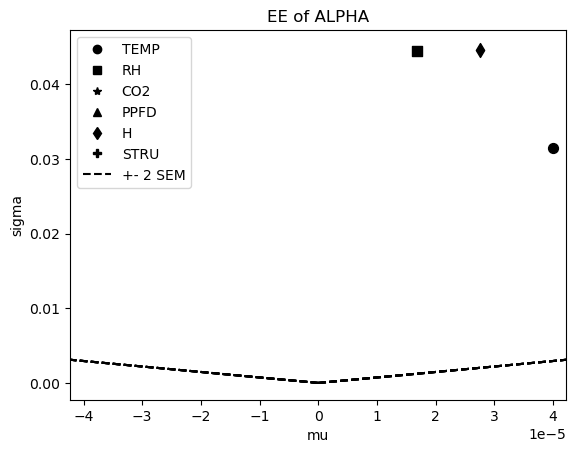 EE of ALPHA
TEMP
RH
CO2
PPFD
H
STRU
+- 2 SEM
sigma
0.04
0.03
0.02
0.01
0.00
−4
−3
−2
−1
0
1
2
3
4
1e−5
mu